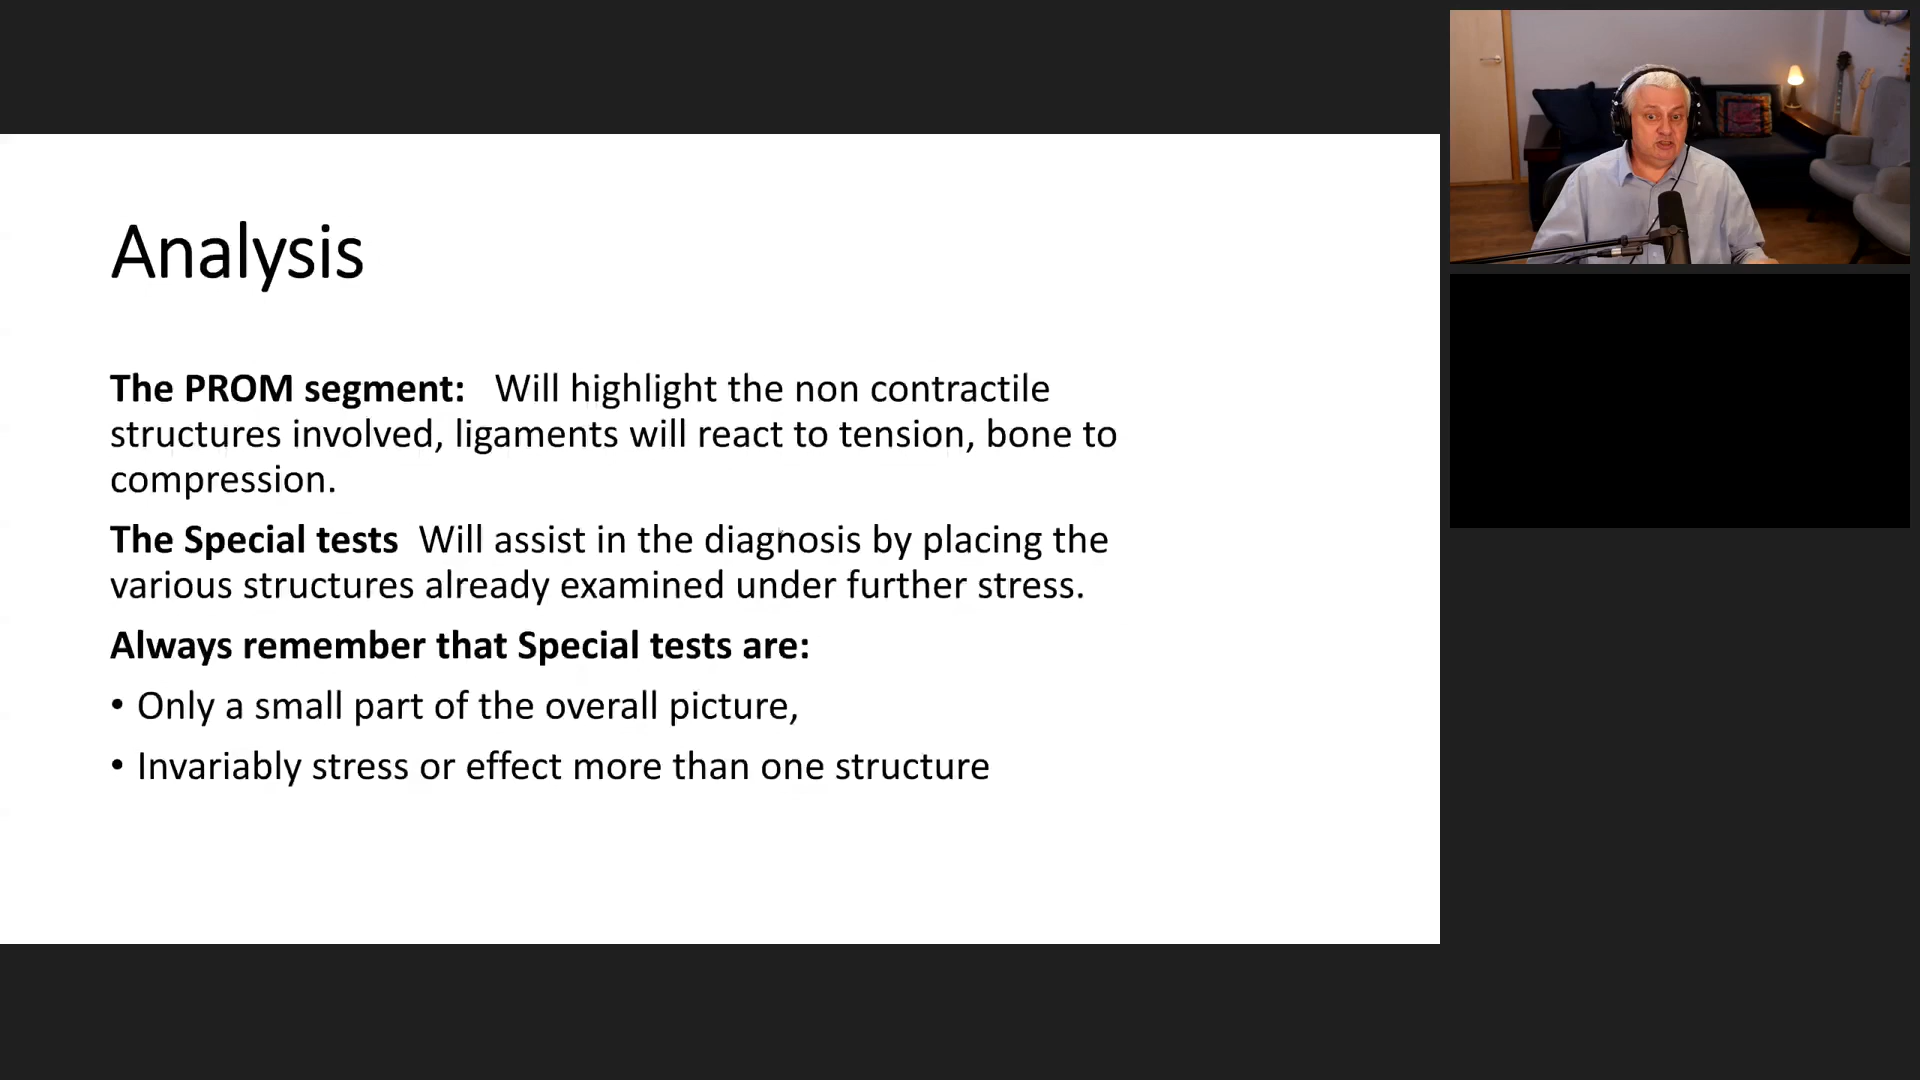 Analysis
The PROM segment: Will highlight the non contractile
structures involved, ligaments will react to tension, bone to
compression.
The Special tests Will assist in the diagnosis by placing the
various structures already examined under further stress.
Always remember that Special tests are:
• Only a small part of the overall picture,
• Invariably stress or effect more than one structure